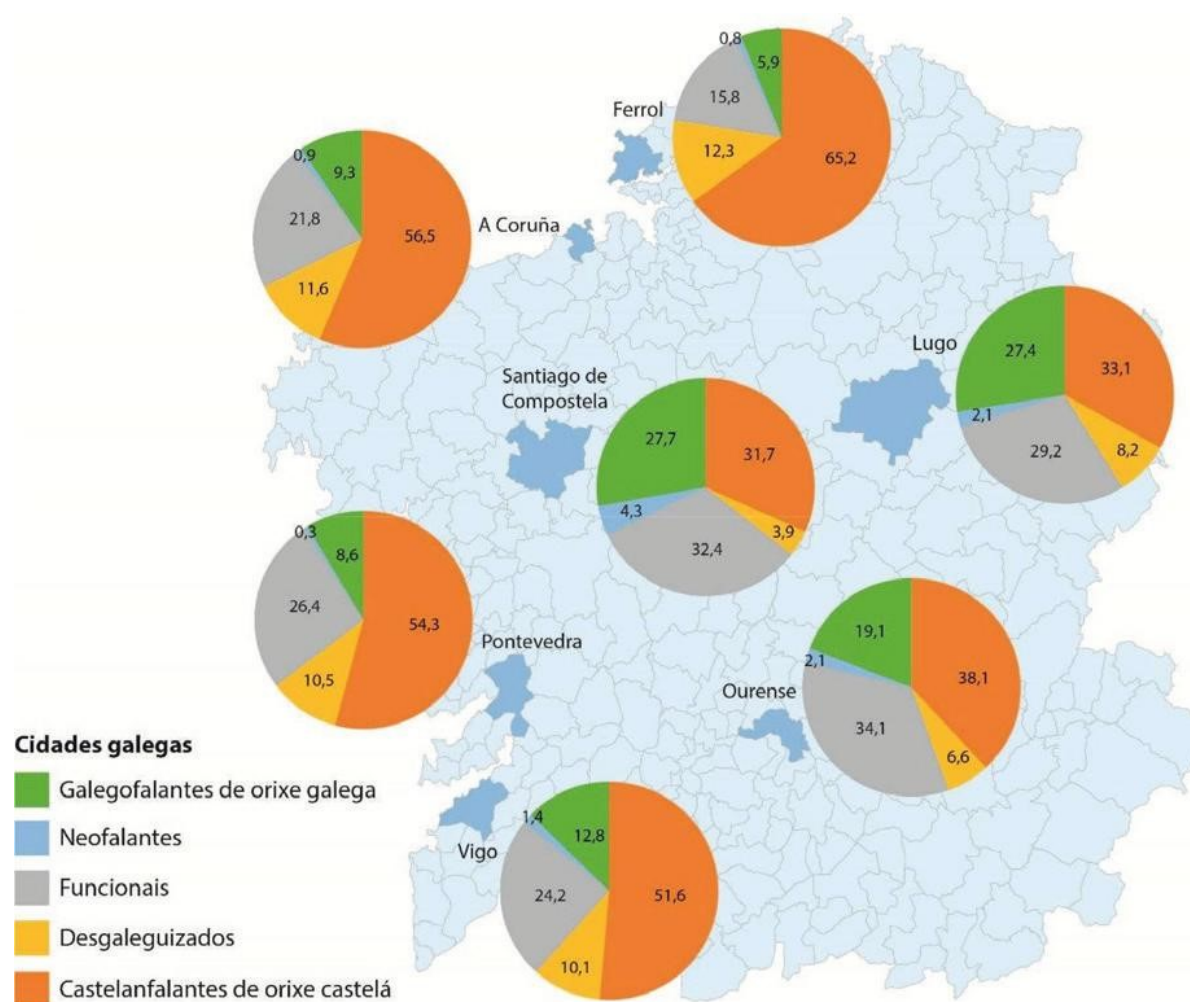 Ferrol
0,8
5,9
15,8
12,3
65,2
A Coruña
0,9
9,3
21,8
11,6
56,5
Lugo
27,4
33,1
2,1
29,2
8,2
Santiago de
Compostela
27,7
31,7
4,3
32,4
3,9
Pontevedra
0,3
8,6
26,4
10,5
54,3
Ourense
19,1
38,1
2,1
34,1
6,6
Vigo
1,4
12,8
24,2
10,1
51,6
Cidades galegas
Galegofalantes de orixe galega
Neofalantes
Funcionais
Desgaleguizados
Castelanfalantes de orixe castelá